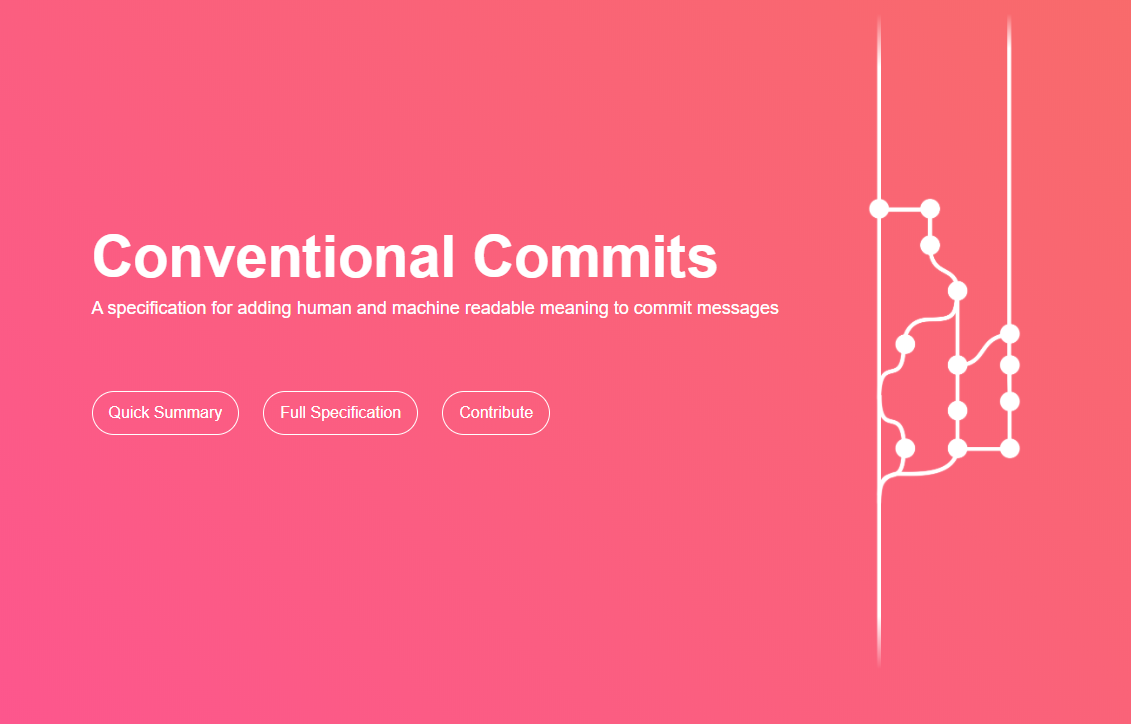 Conventional Commits
A specification for adding human and machine readable meaning to commit messages
Quick Summary
Full Specification
Contribute